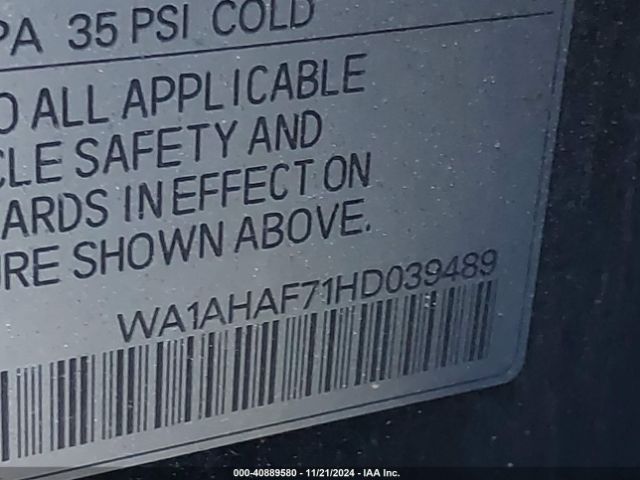 PA 35 PSI COLD
O ALL APPLICABLE
CLE SAFETY AND
ARDS IN EFFECT ON
URE SHOWN ABOVE.
WA1AHAF71HD039489
000-40889580 - 11/21/2024 - IAA Inc.